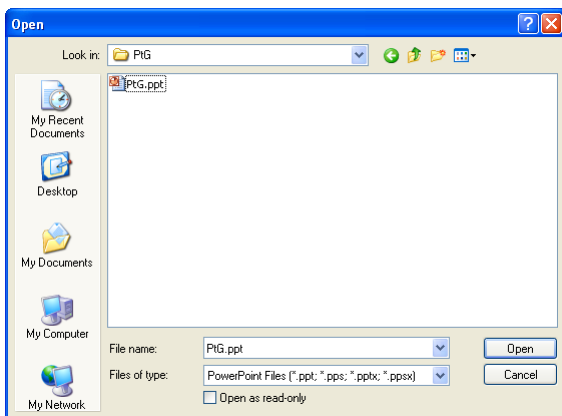 Open
Look in:
PtG
PtG.ppt
My Recent
Documents
Desktop
My Documents
My Computer
My Network
File name:
PtG.ppt
Open
Files of type:
PowerPoint Files (*.ppt; *.pps; *.pptx; *.ppsx)
Cancel
Open as read-only